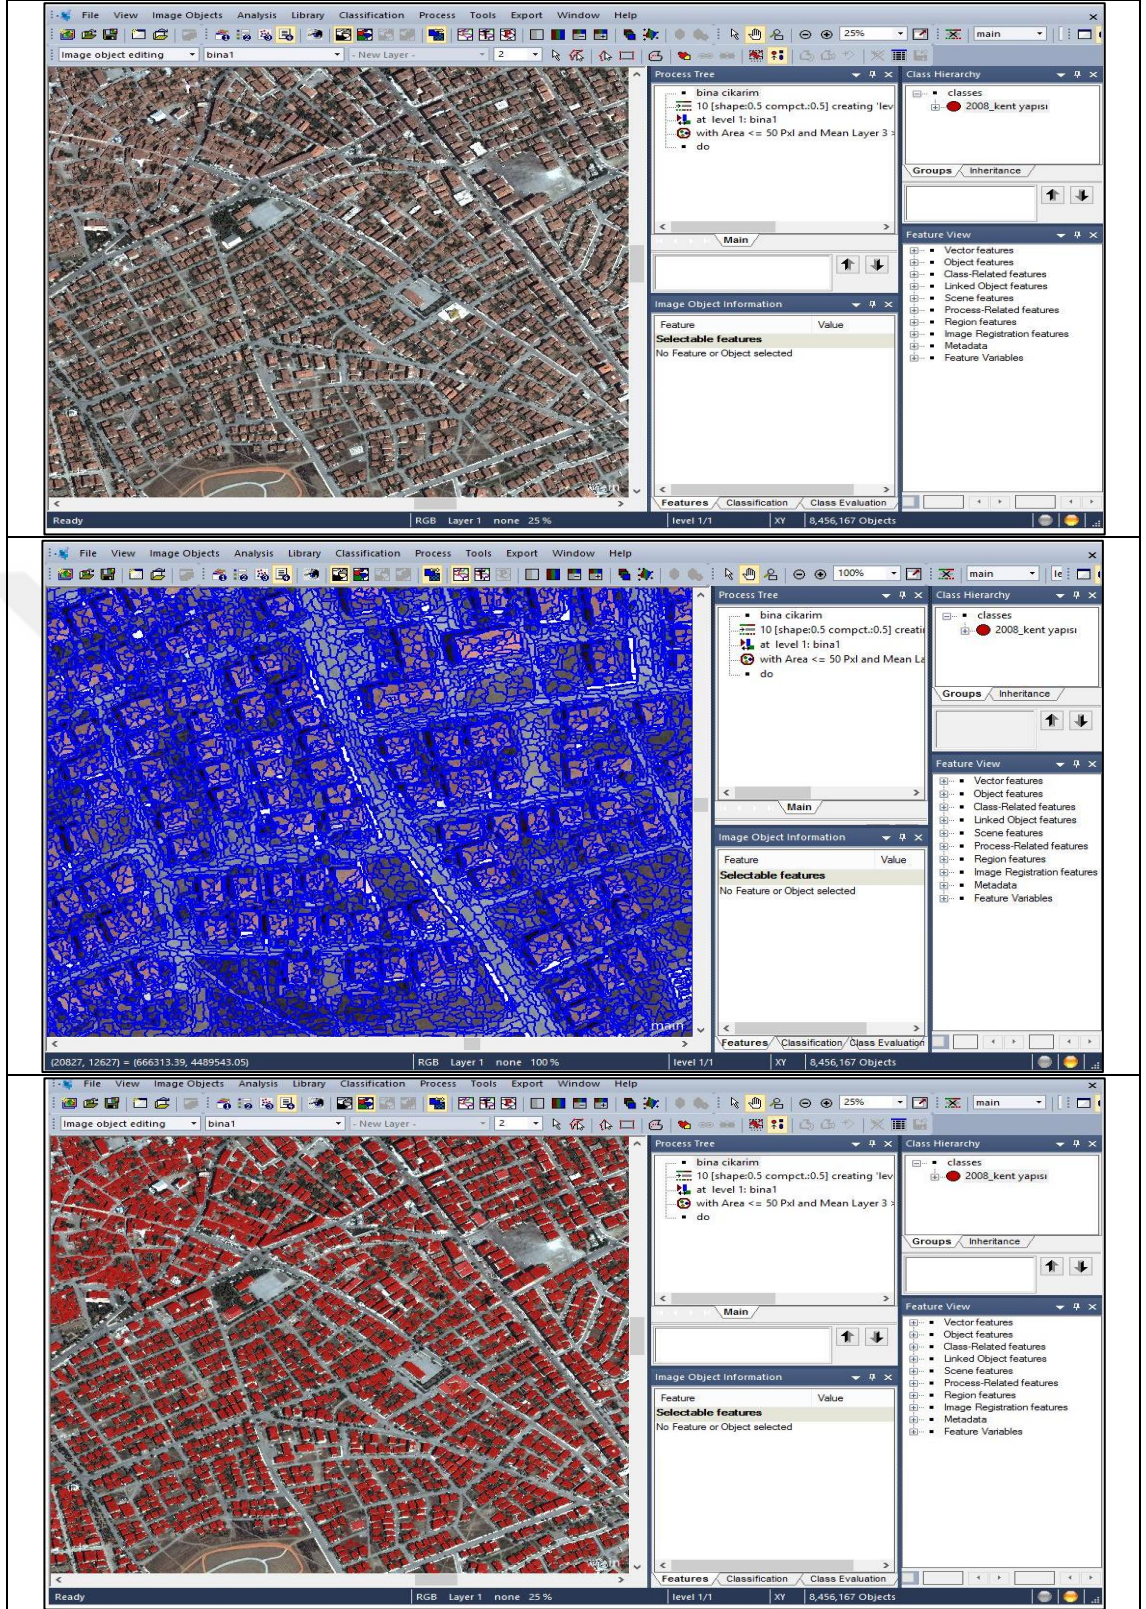 File View Image Objects Analysis Library Classification Process Tools Export Window Help
25% main
Image object editing bina1 - New Layer - 2
Process Tree
bina cikarim
10 [shape:0.5 compct.:0.5] creating 'lev
at level 1: bina1
with Area <= 50 Pxl and Mean Layer 3 >
do
Main
Image Object Information
Feature Value
Selectable features
No Feature or Object selected
Features Classification Class Evaluation
Class Hierarchy
classes
2008_kent yapısı
Groups Inheritance
Feature View
Vector features
Object features
Class-Related features
Linked Object features
Scene features
Process-Related features
Region features
Image Registration features
Metadata
Feature Variables
main
Ready RGB Layer 1 none 25 % level 1/1 XY 8,456,167 Objects
File View Image Objects Analysis Library Classification Process Tools Export Window Help
100% main le
Process Tree
bina cikarim
10 [shape:0.5 compct.:0.5] creati
at level 1: bina1
with Area <= 50 Pxl and Mean La
do
Main
Image Object Information
Feature Value
Selectable features
No Feature or Object selected
Features Classification Class Evaluation
Class Hierarchy
classes
2008_kent yapısı
Groups Inheritance
Feature View
Vector features
Object features
Class-Related features
Linked Object features
Scene features
Process-Related features
Region features
Image Registration features
Metadata
Feature Variables
main
(20827, 12627) = (666313.39, 4489543.05) RGB Layer 1 none 100 % level 1/1 XY 8,456,167 Objects
File View Image Objects Analysis Library Classification Process Tools Export Window Help
25% main
Image object editing bina1 - New Layer - 2
Process Tree
bina cikarim
10 [shape:0.5 compct.:0.5] creating 'lev
at level 1: bina1
with Area <= 50 Pxl and Mean Layer 3 >
do
Main
Image Object Information
Feature Value
Selectable features
No Feature or Object selected
Features Classification Class Evaluation
Class Hierarchy
classes
2008_kent yapısı
Groups Inheritance
Feature View
Vector features
Object features
Class-Related features
Linked Object features
Scene features
Process-Related features
Region features
Image Registration features
Metadata
Feature Variables
main
Ready RGB Layer 1 none 25 % level 1/1 XY 8,456,167 Objects